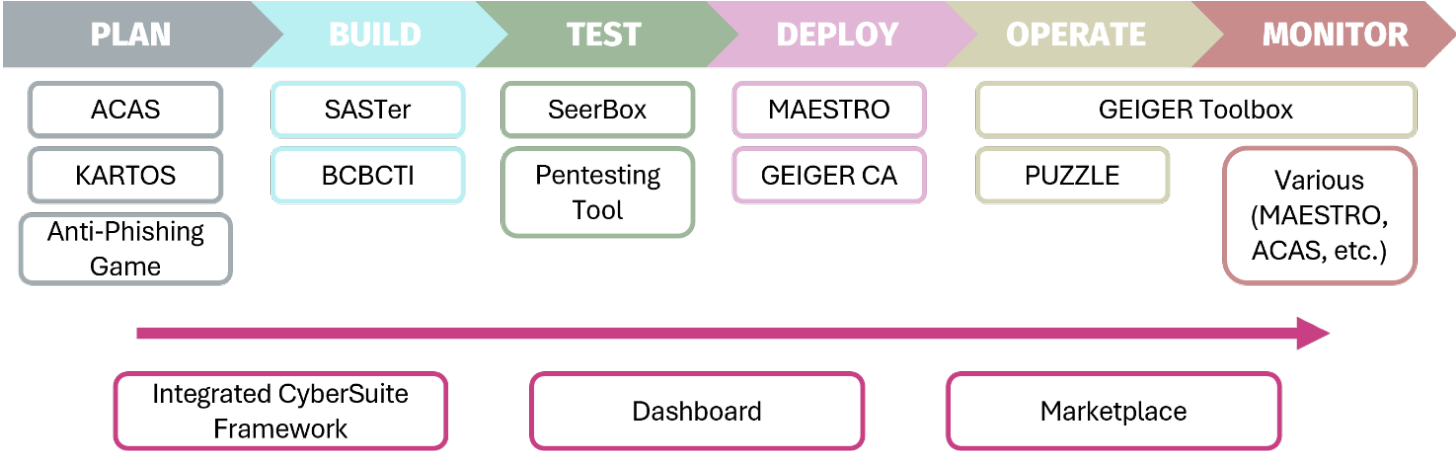 PLAN
BUILD
TEST
DEPLOY
OPERATE
MONITOR
ACAS
SASTer
SeerBox
MAESTRO
GEIGER Toolbox
KARTOS
BCBCTI
Pentesting
Tool
GEIGER CA
PUZZLE
Various
(MAESTRO,
ACAS, etc.)
Anti-Phishing
Game
Integrated CyberSuite
Framework
Dashboard
Marketplace